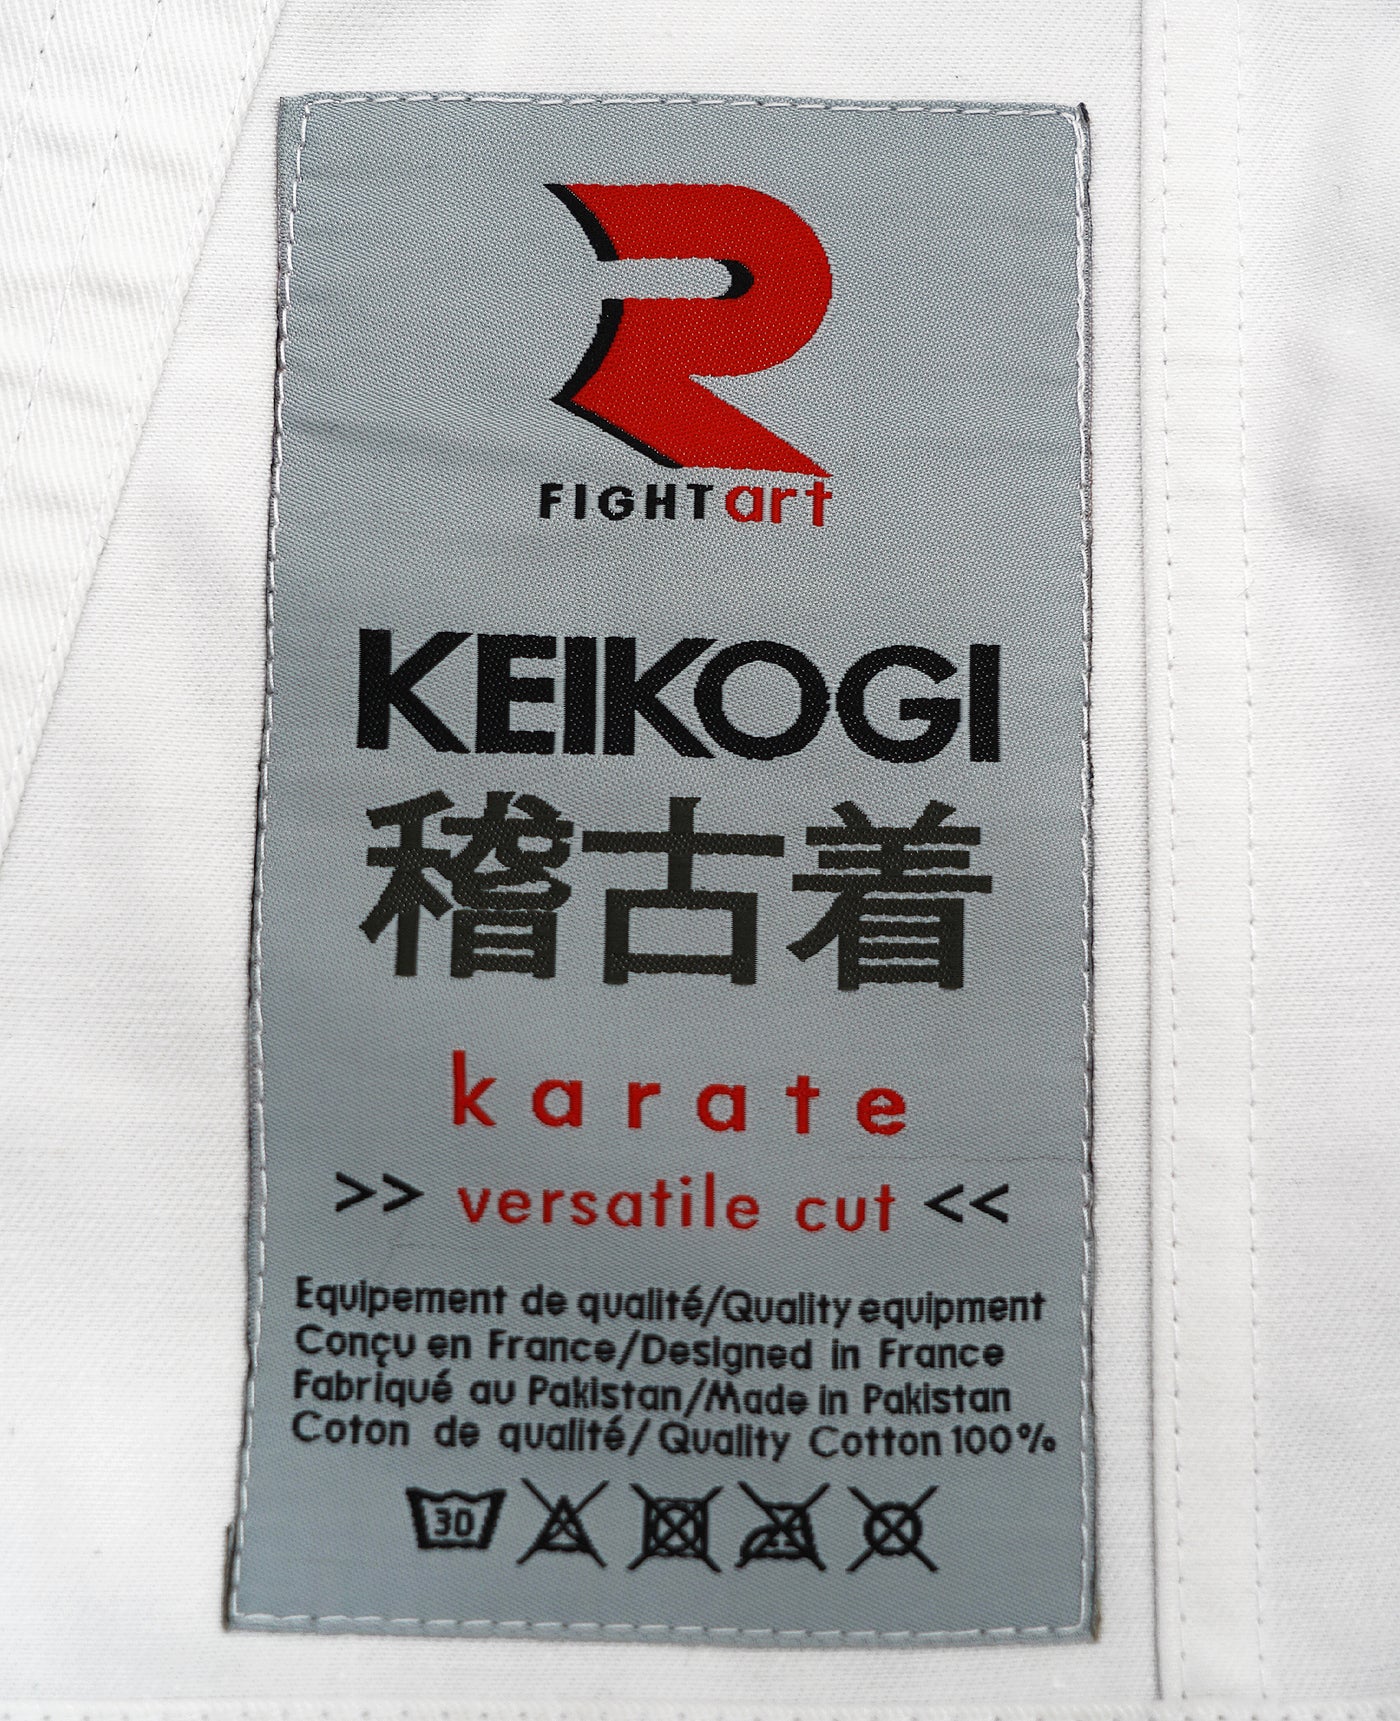 R
FIGHTart
KEIKOGI
稽古着
karate
>> versatile cut <<
Equipement de qualité/Quality equipment
Conçu en France/Designed in France
Fabriqué au Pakistan/Made in Pakistan
Coton de qualité/Quality Cotton 100%
30